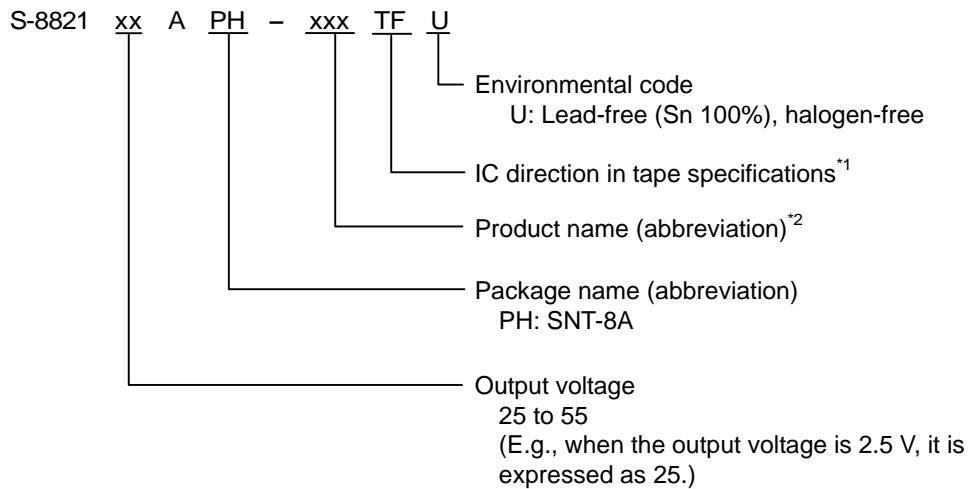 S-8821 xx A PH – xxx TF U
Environmental code
U: Lead-free (Sn 100%), halogen-free
IC direction in tape specifications*1
Product name (abbreviation)*2
Package name (abbreviation)
PH: SNT-8A
Output voltage
25 to 55
(E.g., when the output voltage is 2.5 V, it is
expressed as 25.)